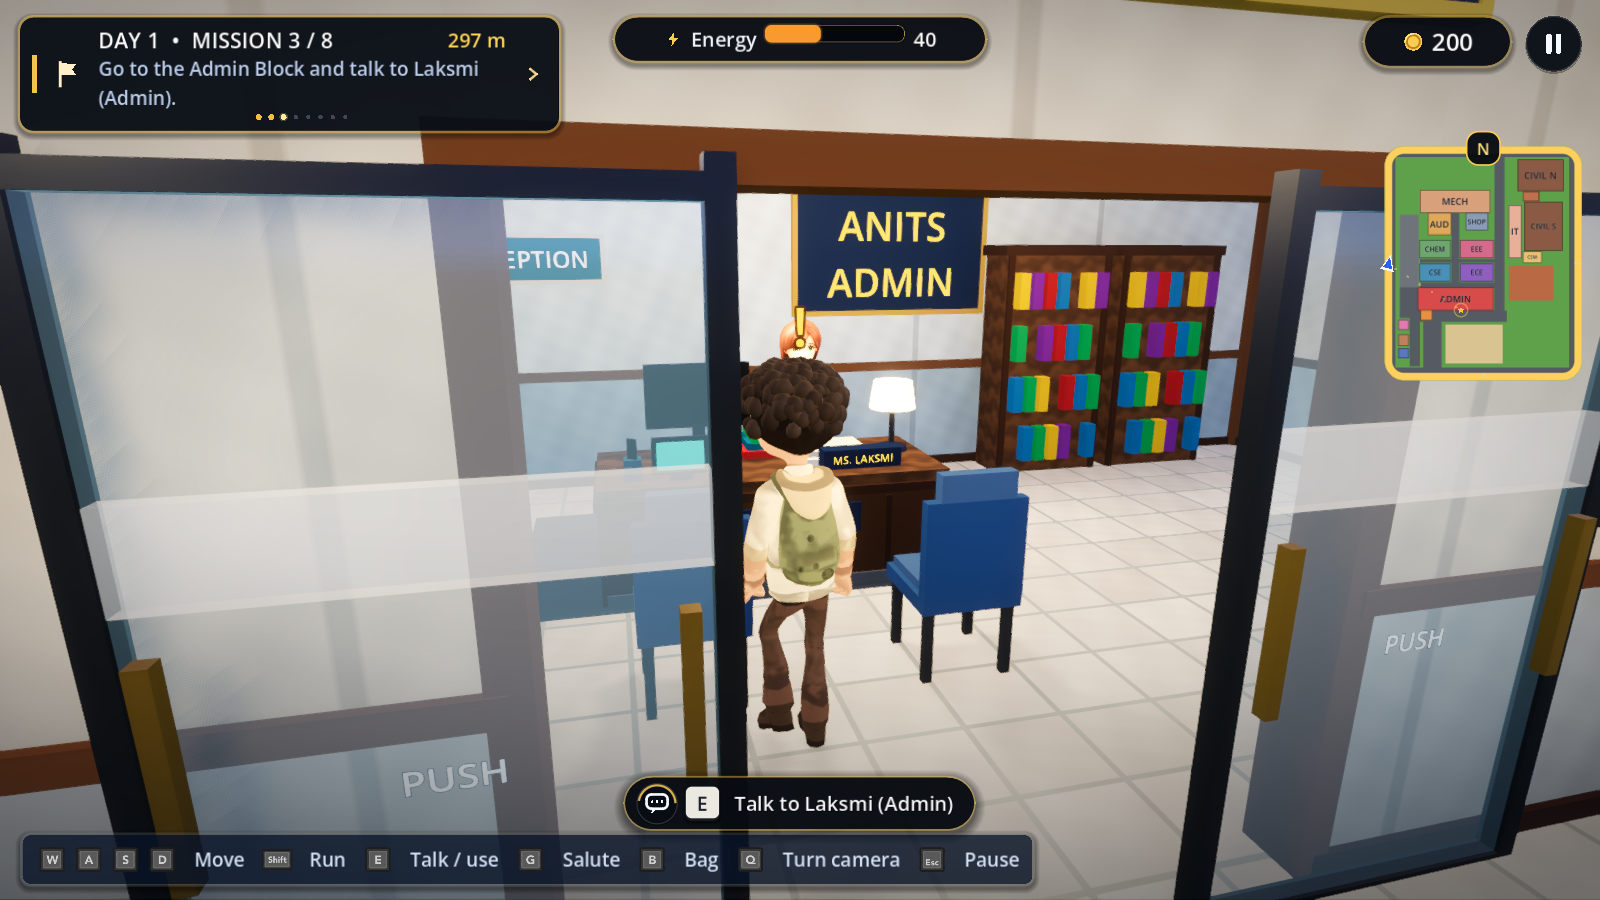 DAY 1 • MISSION 3 / 8
297 m
Go to the Admin Block and talk to Laksmi
(Admin).
Energy
40
200
N
CIVIL N
MECH
AUD
SHOP
IT
CIVIL S
CHEM
EEE
COW
CSE
ECE
ADMIN
EPTION
ANITS
ADMIN
MS. LAKSMI
PUSH
PUSH
E Talk to Laksmi (Admin)
W A S D Move Shift Run E Talk / use G Salute B Bag Q Turn camera Esc Pause